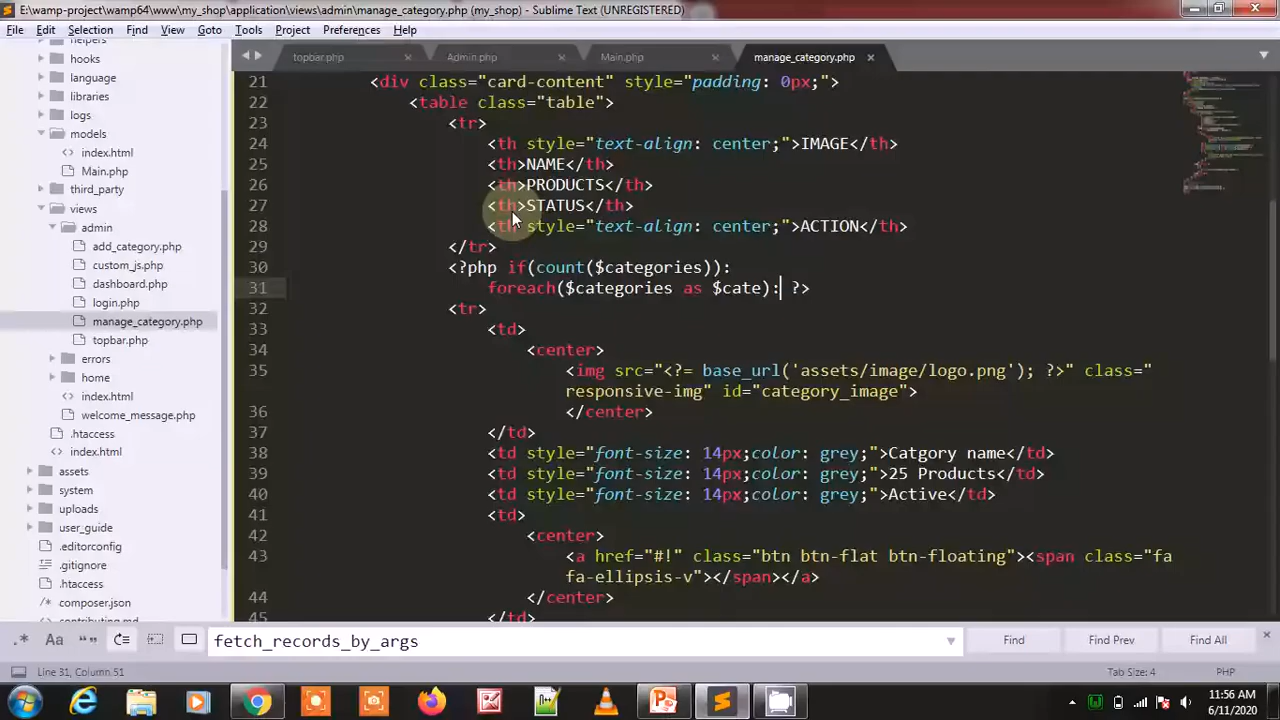 E:\wamp-project\wamp64\www\my_shop\application\views\admin\manage_category.php (my_shop) - Sublime Text (UNREGISTERED)
File Edit Selection Find View Goto Tools Project Preferences Help
topbar.php × Admin.php × Main.php × manage_category.php ×
helpers
hooks
language
libraries
logs
models
index.html
Main.php
third_party
views
admin
add_category.php
custom_js.php
dashboard.php
login.php
manage_category.php
topbar.php
errors
home
index.html
welcome_message.php
.htaccess
index.html
assets
system
uploads
user_guide
.editorconfig
.gitignore
.htaccess
composer.json
contributing.md
21 <div class="card-content" style="padding: 0px;">
22 <table class="table">
23 <tr>
24 <th style="text-align: center;">IMAGE</th>
25 <th>NAME</th>
26 <th>PRODUCTS</th>
27 <th>STATUS</th>
28 <th style="text-align: center;">ACTION</th>
29 </tr>
30 <?php if(count($categories)):
31 foreach($categories as $cate): ?>
32 <tr>
33 <td>
34 <center>
35 <img src="<?= base_url('assets/image/logo.png'); ?>" class="
responsive-img" id="category_image">
36 </center>
37 </td>
38 <td style="font-size: 14px;color: grey;">Catgory name</td>
39 <td style="font-size: 14px;color: grey;">25 Products</td>
40 <td style="font-size: 14px;color: grey;">Active</td>
41 <td>
42 <center>
43 <a href="#!" class="btn btn-flat btn-floating"><span class="fa
fa-ellipsis-v"></span></a>
44 </center>
45 </td>
.* Aa “” fetch_records_by_args Find Find Prev Find All
Line 31, Column 51 Tab Size: 4 PHP
11:56 AM
6/11/2020